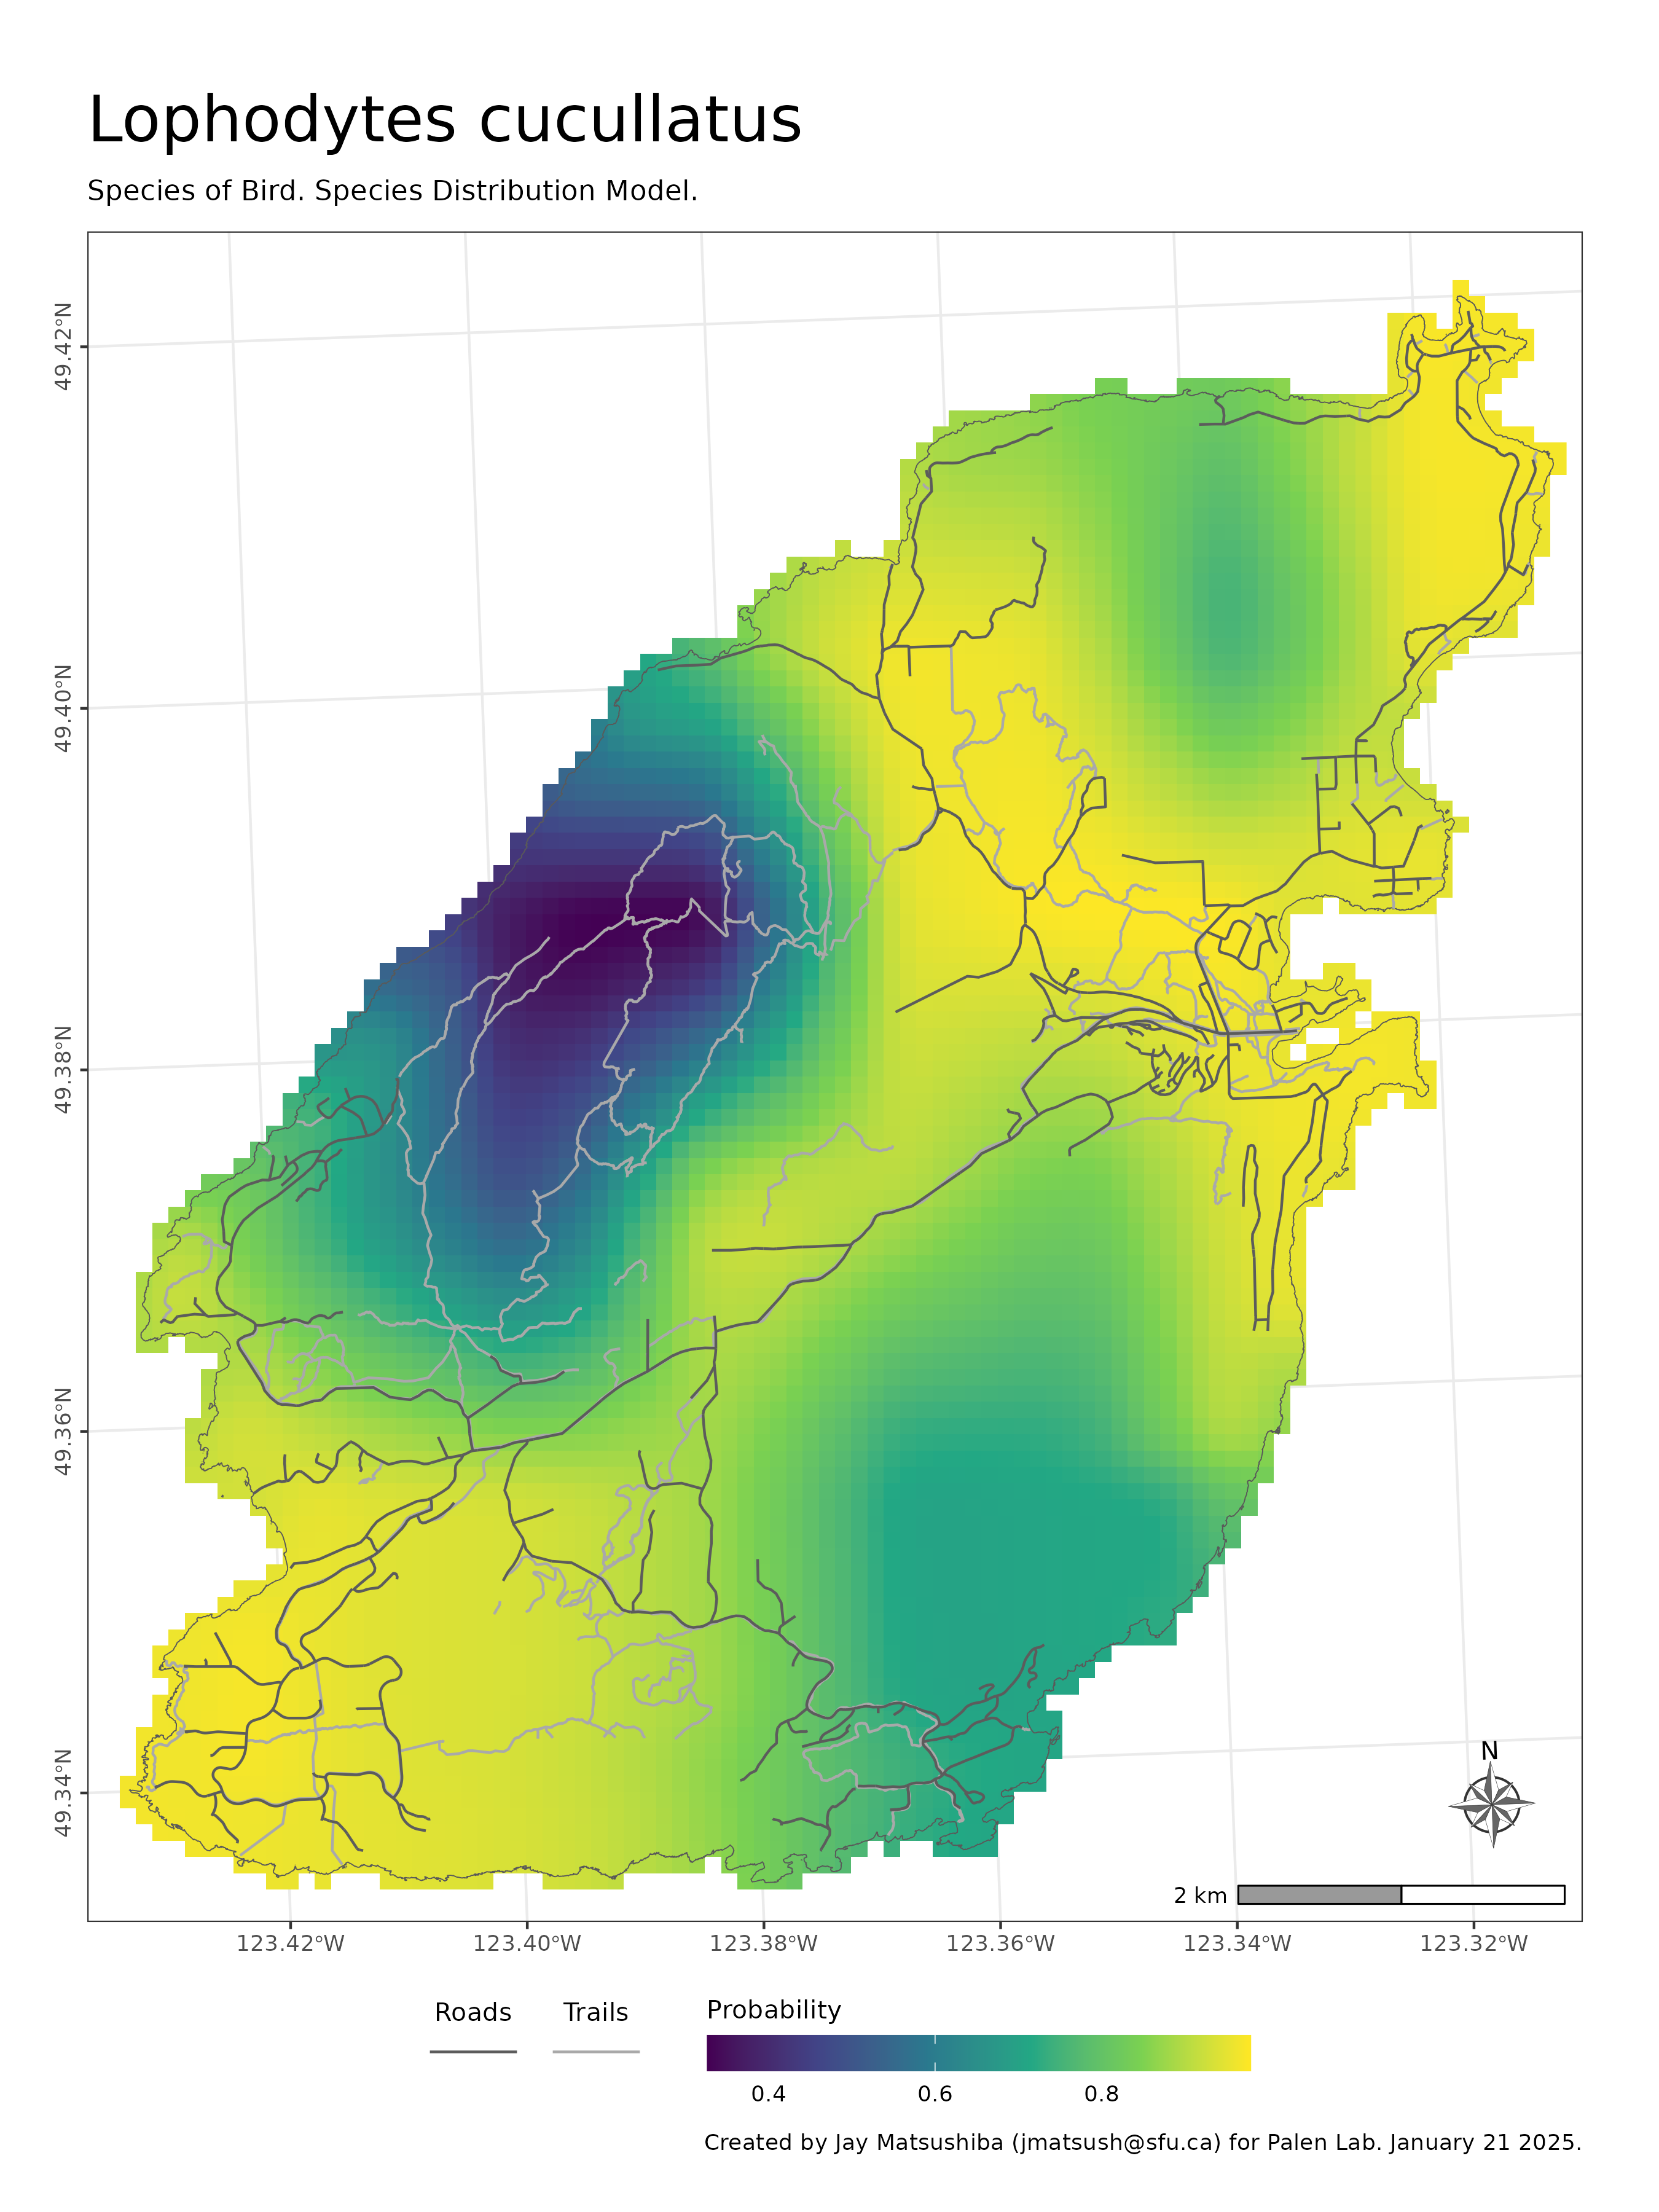 Lophodytes cucullatus
Species of Bird. Species Distribution Model.
49.42°N
49.40°N
49.38°N
49.36°N
49.34°N
N
2 km
123.42°W 123.40°W 123.38°W 123.36°W 123.34°W 123.32°W
Roads Trails Probability
0.4 0.6 0.8
Created by Jay Matsushiba (jmatsush@sfu.ca) for Palen Lab. January 21 2025.